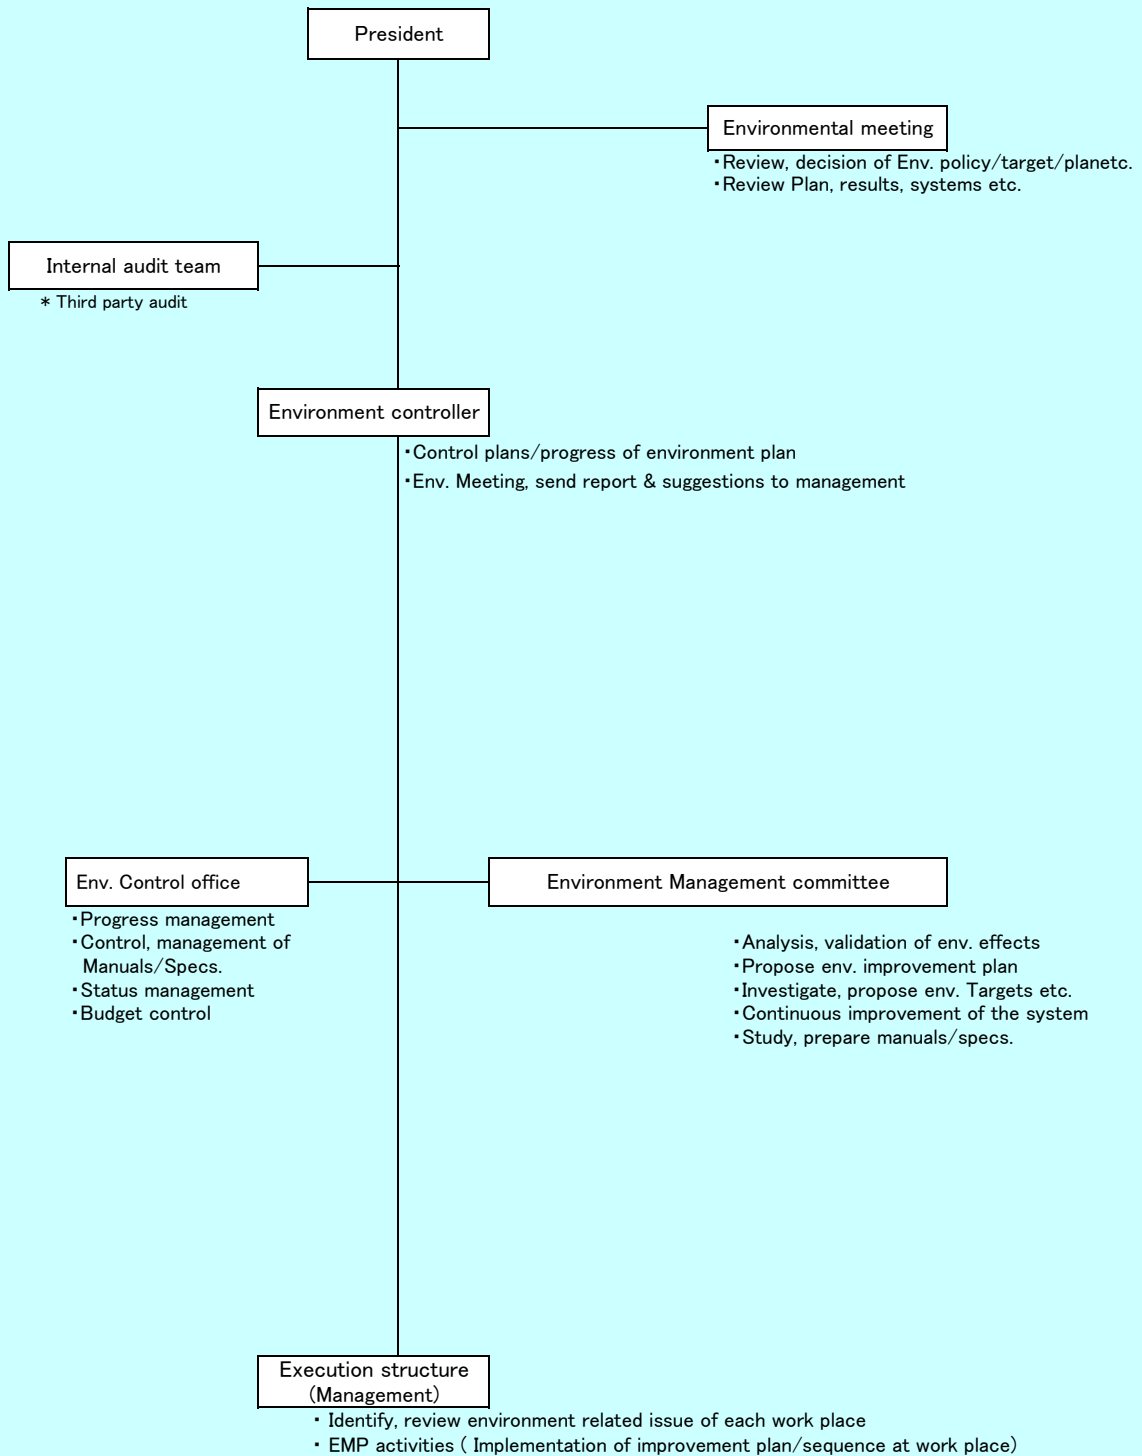 President
Environmental meeting
・Review, decision of Env. policy/target/planetc.
・Review Plan, results, systems etc.
Internal audit team
* Third party audit
Environment controller
・Control plans/progress of environment plan
・Env. Meeting, send report & suggestions to management
Env. Control office
・Progress management
・Control, management of
Manuals/Specs.
・Status management
・Budget control
Environment Management committee
・Analysis, validation of env. effects
・Propose env. improvement plan
・Investigate, propose env. Targets etc.
・Continuous improvement of the system
・Study, prepare manuals/specs.
Execution structure
(Management)
・ Identify, review environment related issue of each work place
・ EMP activities ( Implementation of improvement plan/sequence at work place)